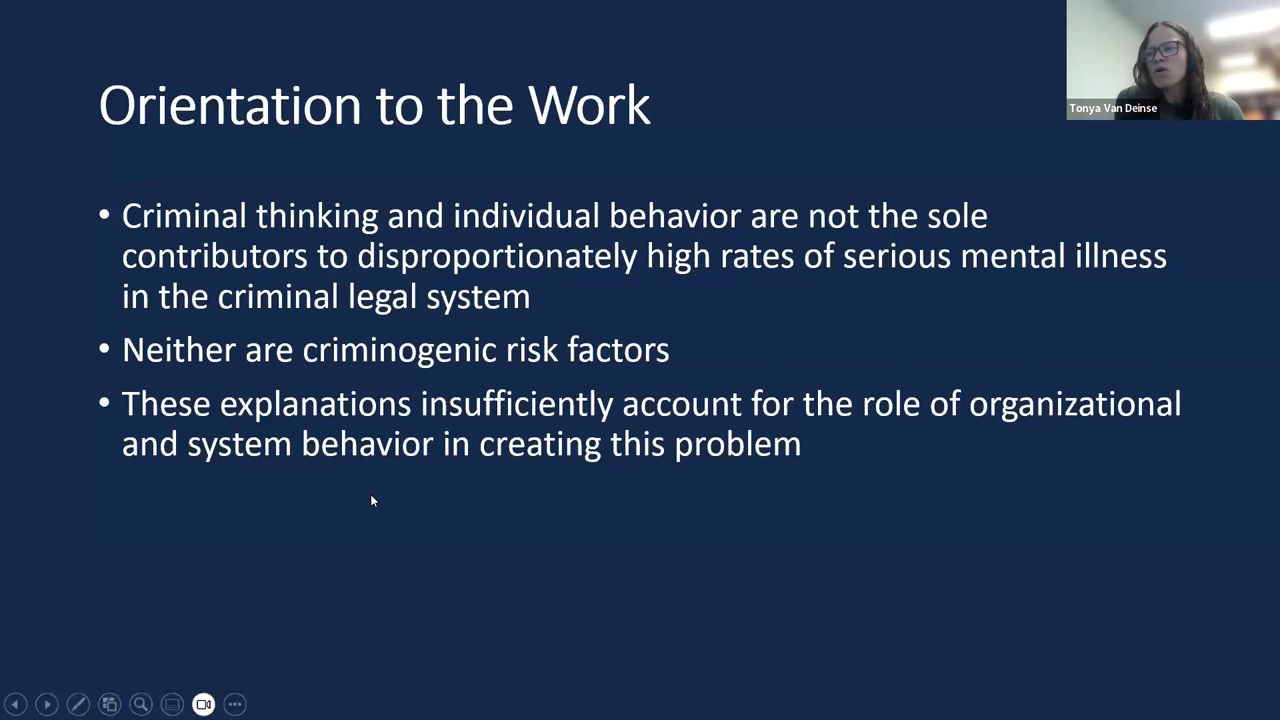 Orientation to the Work
Tonya Van Deinse
• Criminal thinking and individual behavior are not the sole
contributors to disproportionately high rates of serious mental illness
in the criminal legal system
• Neither are criminogenic risk factors
• These explanations insufficiently account for the role of organizational
and system behavior in creating this problem